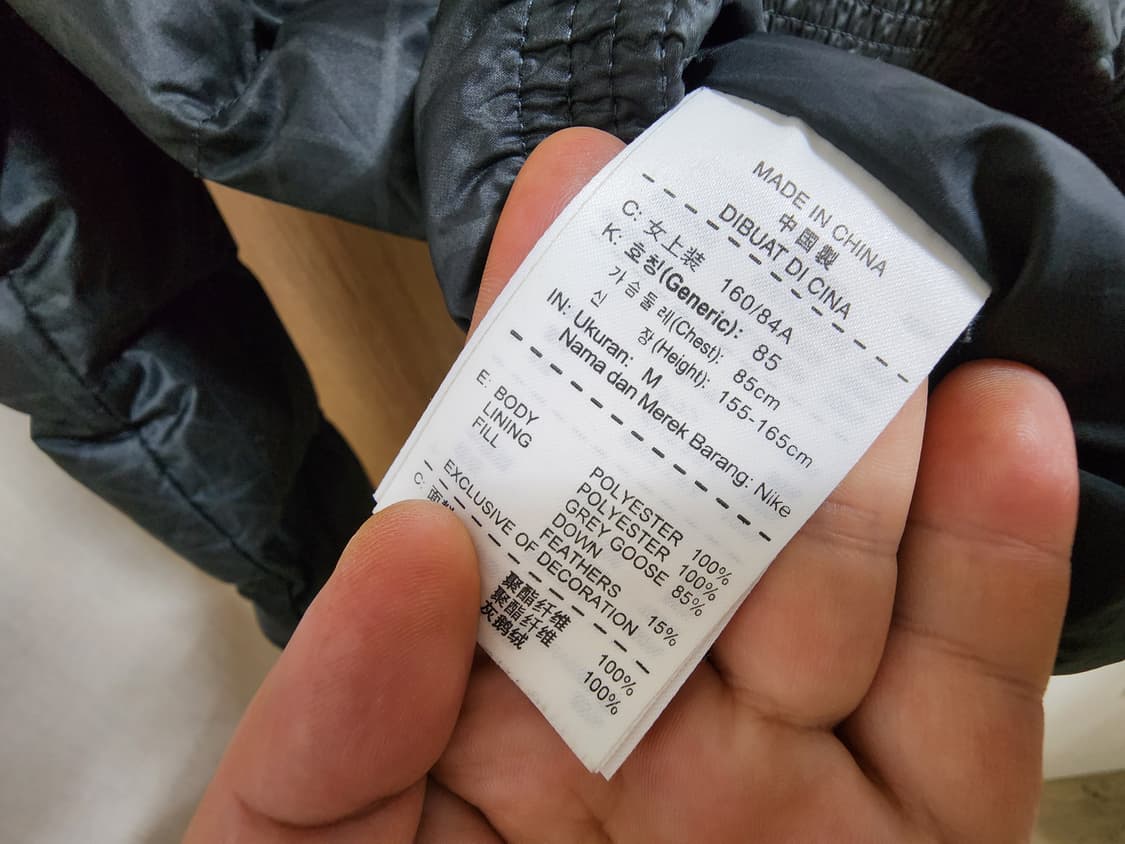 MADE IN CHINA
中國製
DIBUAT DI CINA
C: 女上装 160/84A
K: 호칭(Generic): 85
가슴둘레(Chest): 85cm
신 장(Height): 155-165cm
IN: Ukuran: M
Nama dan Merek Barang: Nike
E: BODY POLYESTER 100%
LINING POLYESTER 100%
FILL GREY GOOSE 85%
DOWN
FEATHERS 15%
EXCLUSIVE OF DECORATION
C: 聚酯纤维 100%
聚酯纤维 100%
灰鹅绒